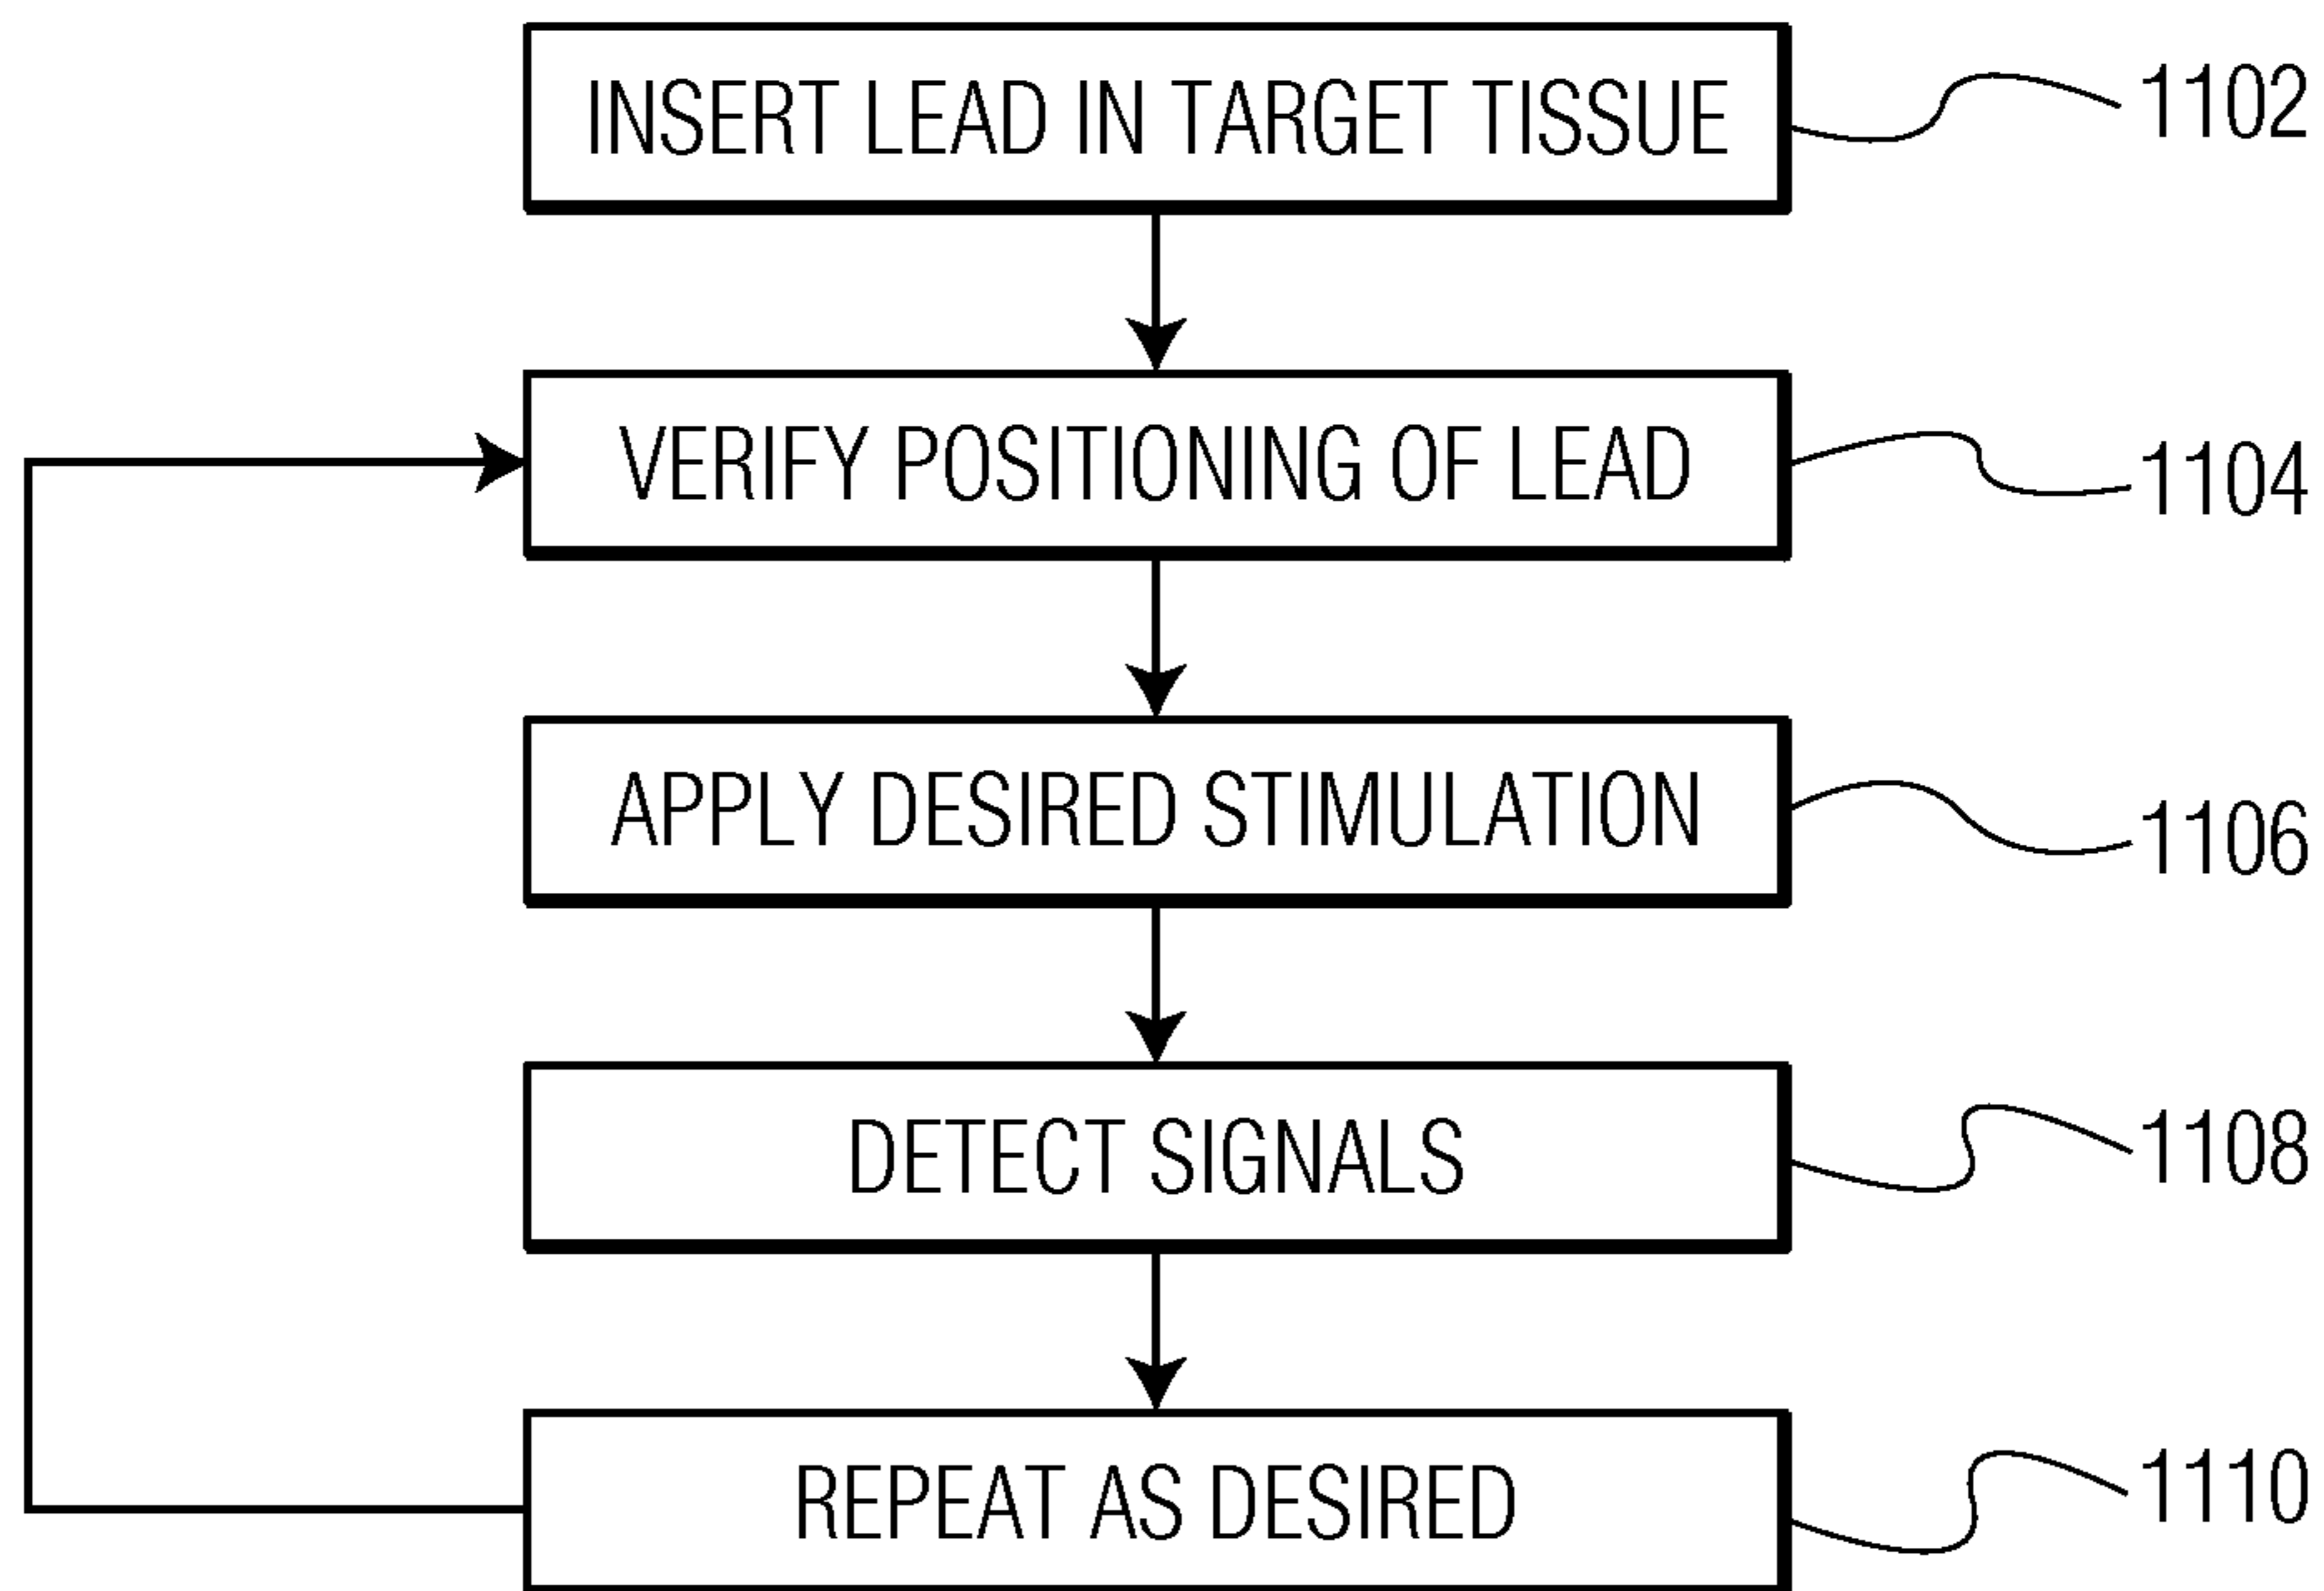 INSERT LEAD IN TARGET TISSUE
1102
VERIFY POSITIONING OF LEAD
1104
APPLY DESIRED STIMULATION
1106
DETECT SIGNALS
1108
REPEAT AS DESIRED
1110